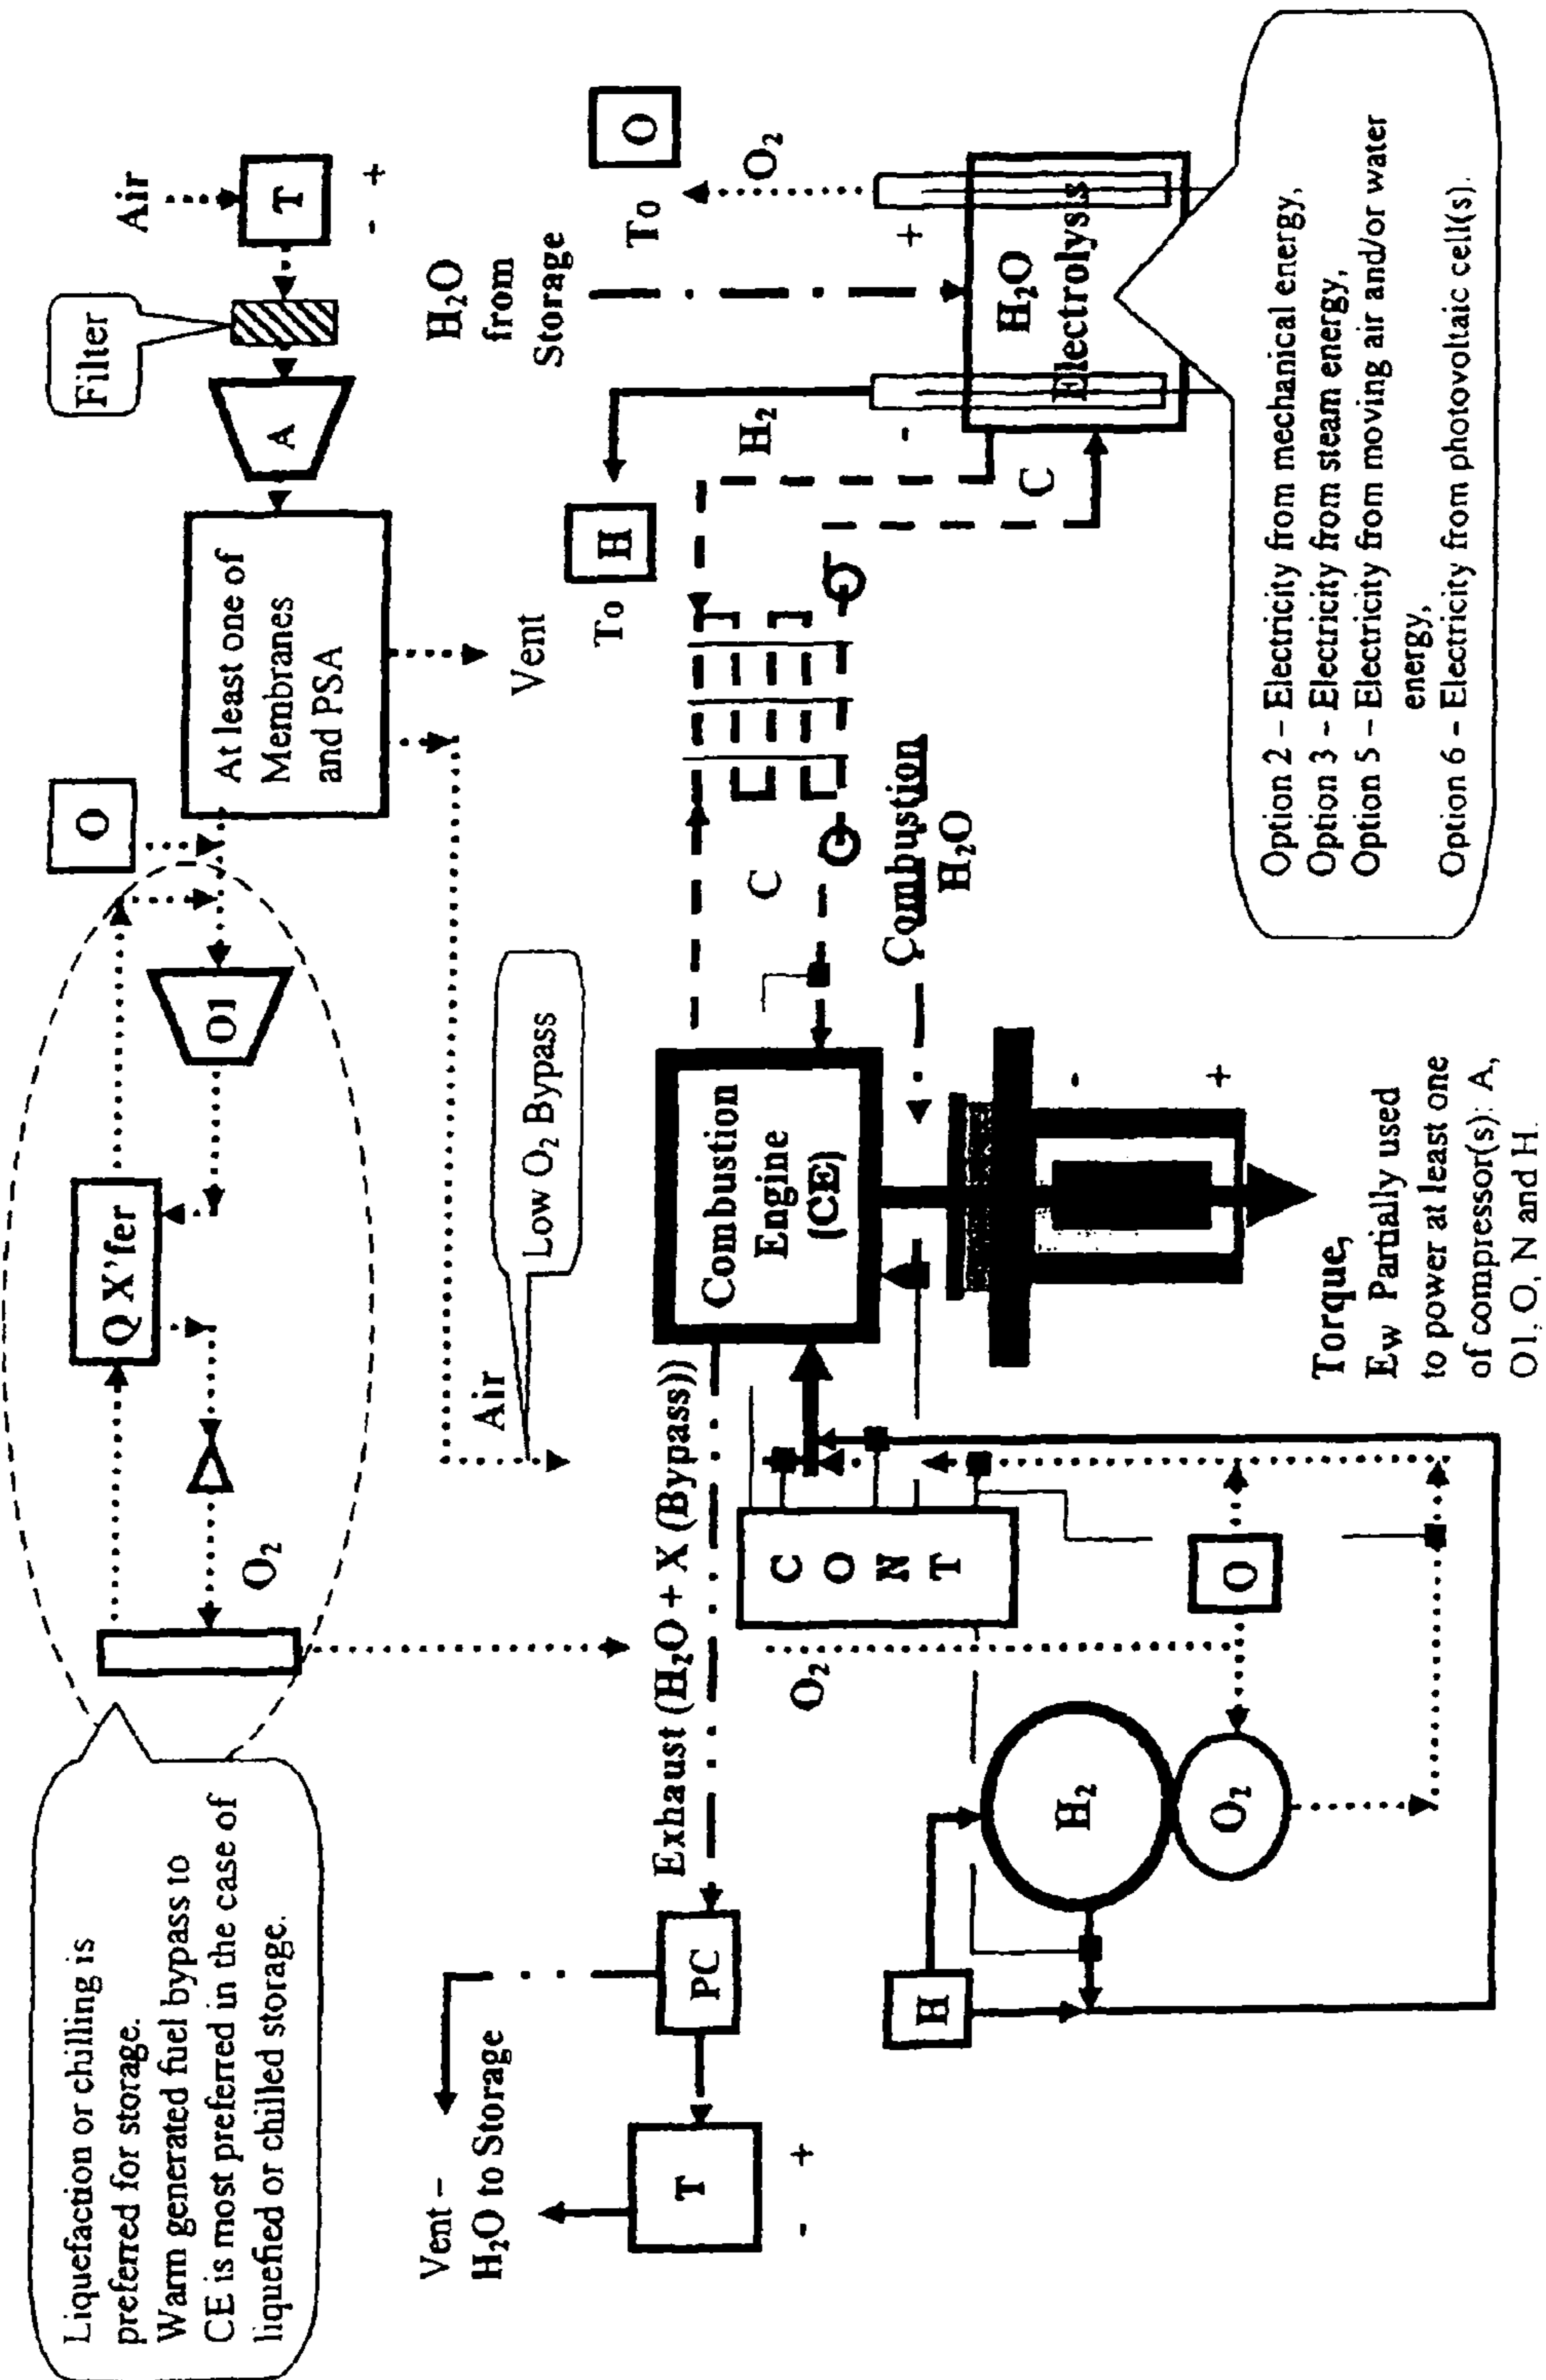 Liquefaction or chilling is
preferred for storage.
Warm generated fuel bypass to
CE is most preferred in the case of
liquefied or chilled storage.
O₂
Q X'fer
O1
O
At least one of
Membranes
and PSA
A
Filter
Air
T
- +
Vent
Air
Low O₂ Bypass
Vent –
H₂O to Storage
T
- +
PC
Exhaust (H₂O + X (Bypass))
O₂
C
O
N
T
Combustion
Engine
(CE)
C
Combustion
H₂O
To
H
H₂
H₂O
from
Storage
To
O
O₂
-
+
C
H₂O
Electrolysis
H
H₂
O₂
O
-
+
Torque,
Ew Partially used
to power at least one
of compressor(s): A,
O1, O, N and H.
Option 2 – Electricity from mechanical energy,
Option 3 – Electricity from steam energy,
Option 5 – Electricity from moving air and/or water
energy,
Option 6 – Electricity from photovoltaic cell(s).